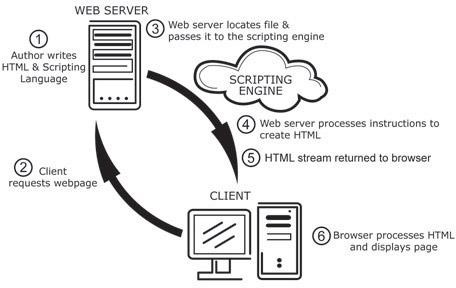 WEB SERVER
1 Author writes
HTML & Scripting
Language
2 Client
requests webpage
3 Web server locates file &
passes it to the scripting engine
SCRIPTING
ENGINE
4 Web server processes instructions to
create HTML
5 HTML stream returned to browser
CLIENT
6 Browser processes HTML
and displays page